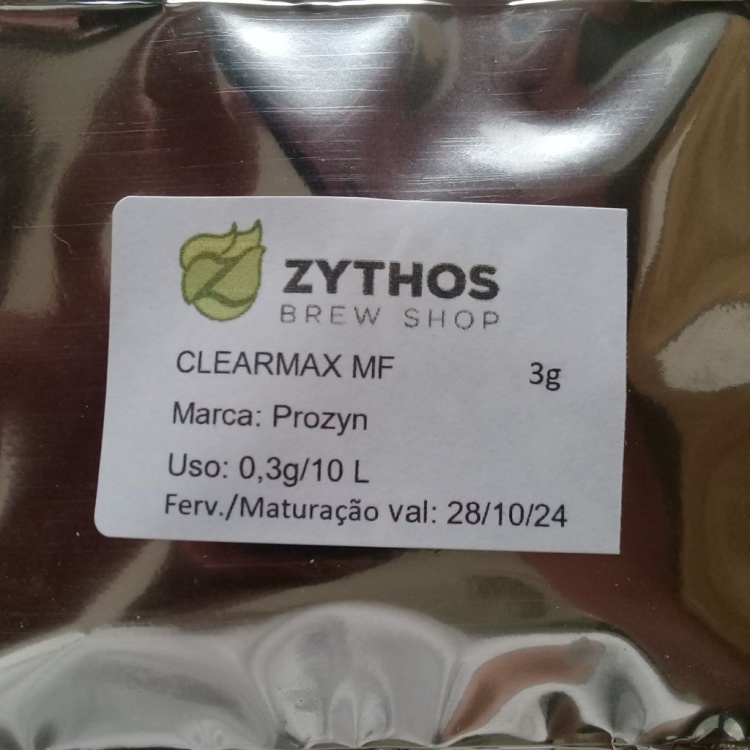 ZYTHOS
BREW SHOP
CLEARMAX MF 3g
Marca: Prozyn
Uso: 0,3g/10 L
Ferv./Maturação val: 28/10/24